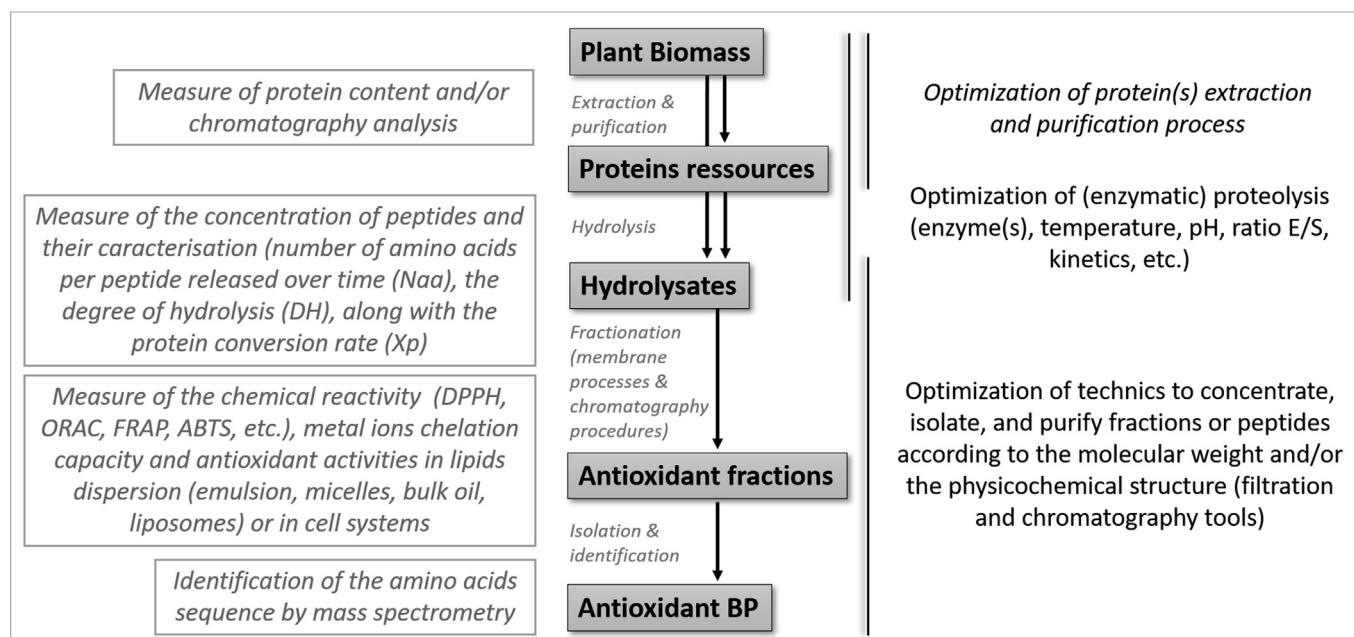 Plant Biomass
Measure of protein content and/or
chromatography analysis
Extraction &
purification
Optimization of protein(s) extraction
and purification process
Proteins ressources
Measure of the concentration of peptides and
their caracterisation (number of amino acids
per peptide released over time (Naa), the
degree of hydrolysis (DH), along with the
protein conversion rate (Xp)
Hydrolysis
Optimization of (enzymatic) proteolysis
(enzyme(s), temperature, pH, ratio E/S,
kinetics, etc.)
Hydrolysates
Fractionation
(membrane
processes &
chromatography
procedures)
Measure of the chemical reactivity (DPPH,
ORAC, FRAP, ABTS, etc.), metal ions chelation
capacity and antioxidant activities in lipids
dispersion (emulsion, micelles, bulk oil,
liposomes) or in cell systems
Optimization of technics to concentrate,
isolate, and purify fractions or peptides
according to the molecular weight and/or
the physicochemical structure (filtration
and chromatography tools)
Antioxidant fractions
Isolation &
identification
Identification of the amino acids
sequence by mass spectrometry
Antioxidant BP